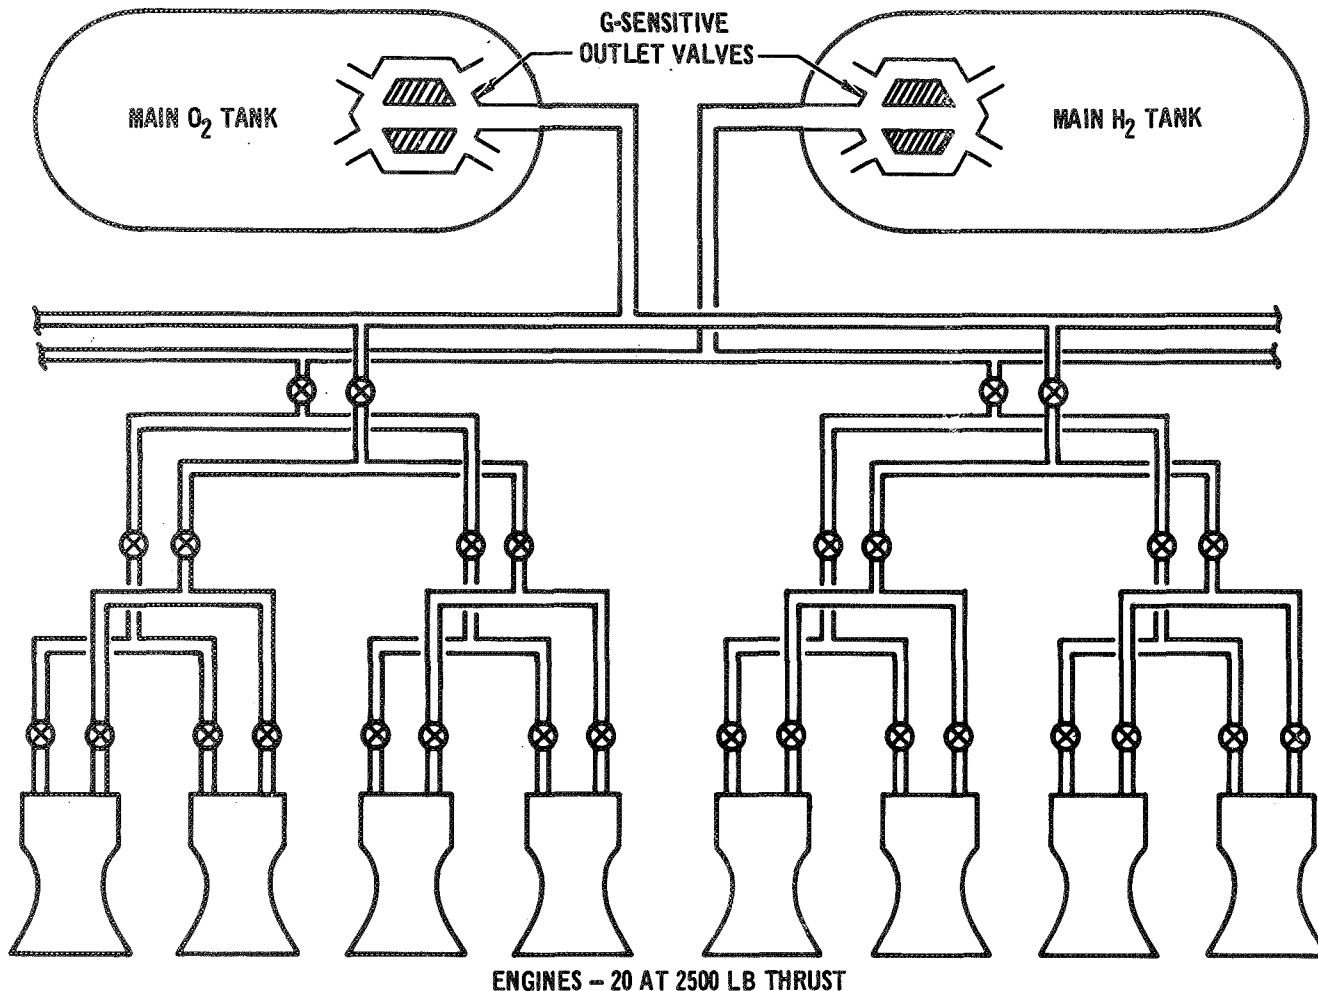 G-SENSITIVE
OUTLET VALVES
MAIN O₂ TANK
MAIN H₂ TANK
ENGINES – 20 AT 2500 LB THRUST